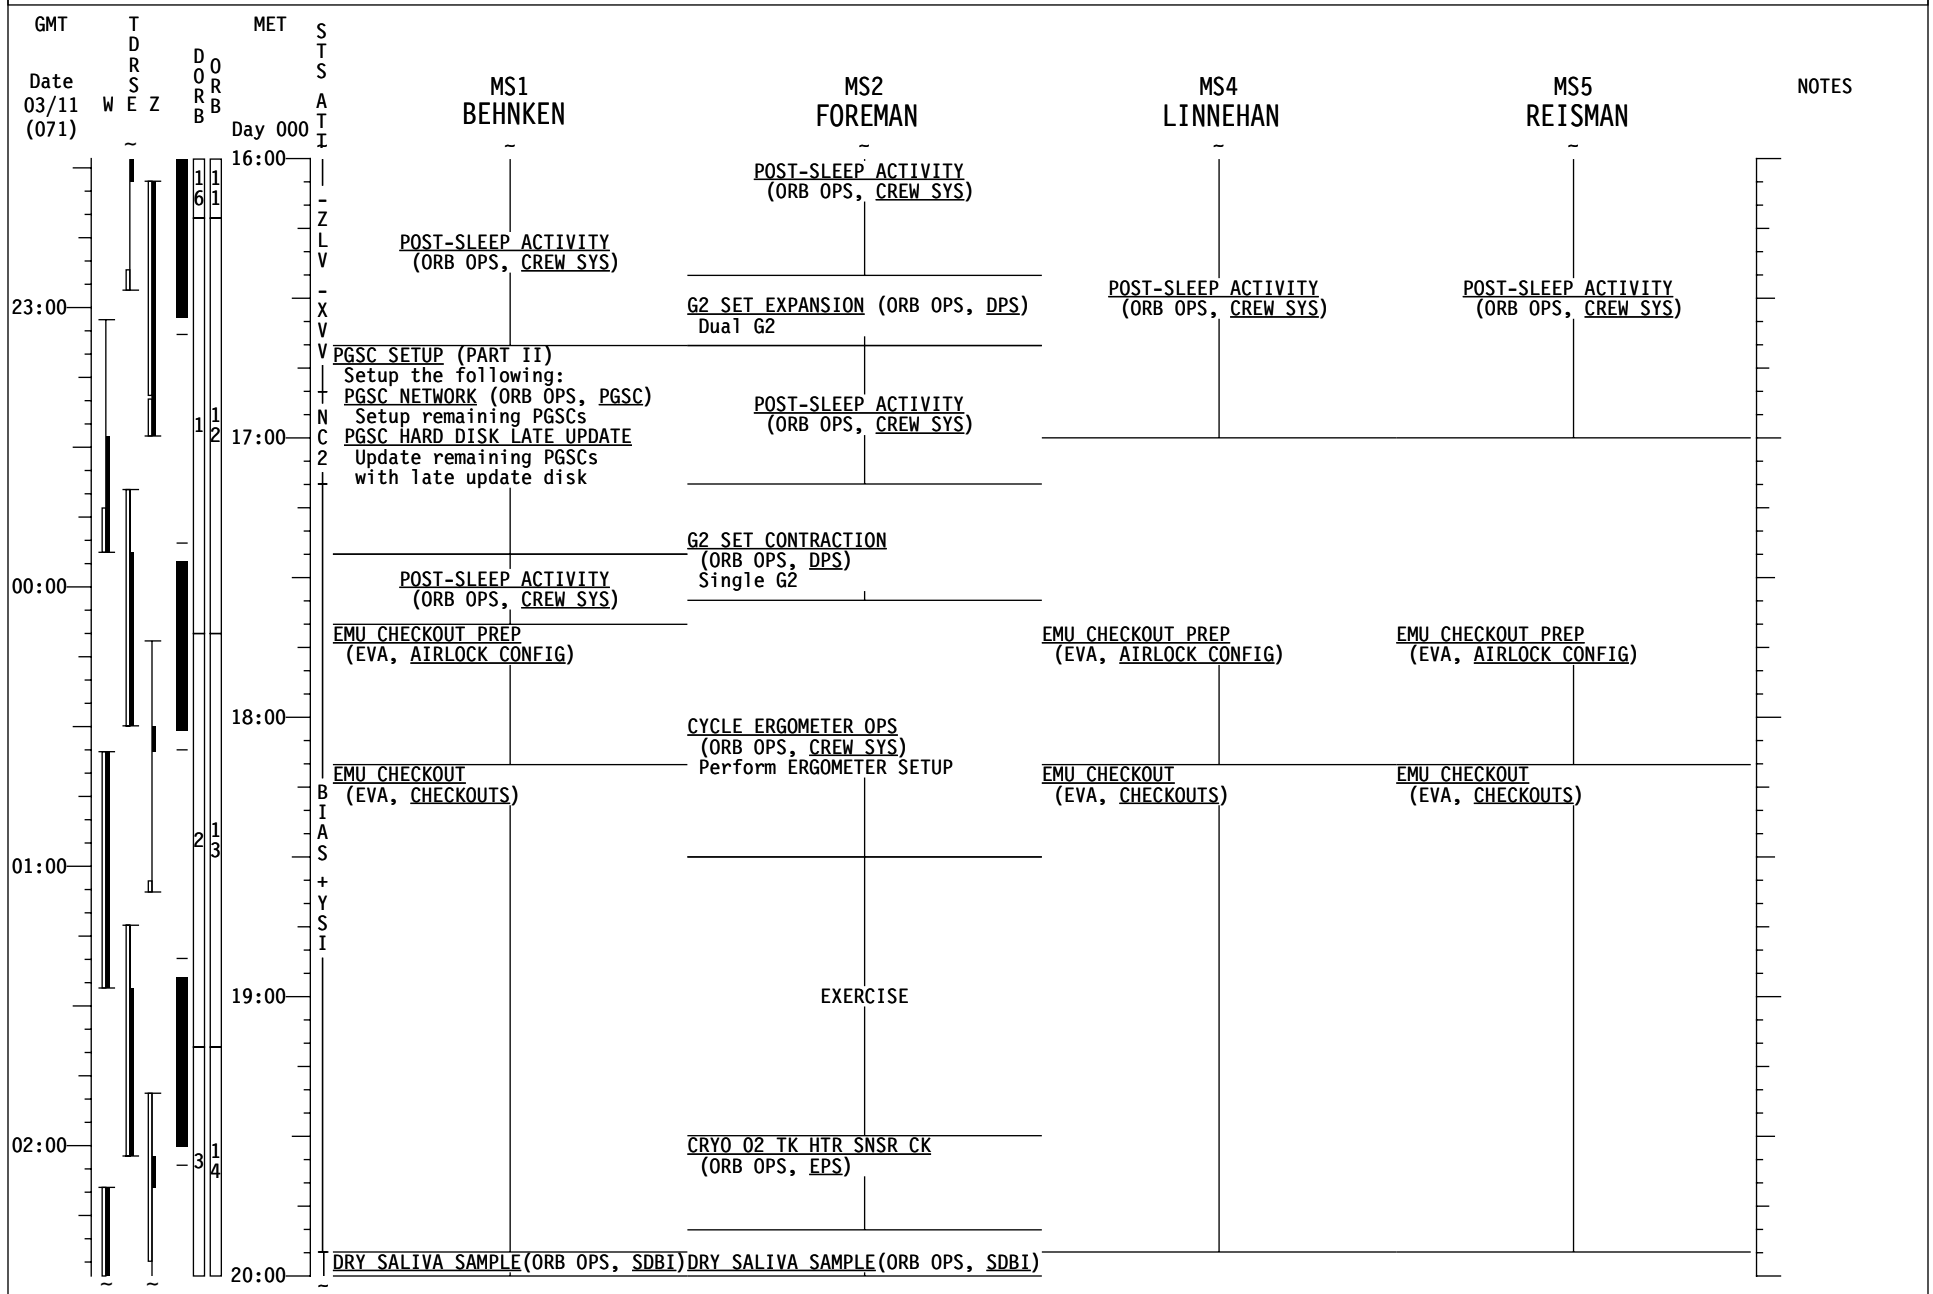 GMT
Date
03/11
(071)
TDRS
W E Z
DORB
ORB
MET
Day 000
STS ATT
MS1
BEHNKEN
MS2
FOREMAN
MS4
LINNEHAN
MS5
REISMAN
NOTES
~ ~ ~ ~ ~
16:00
16
11
-ZLV -XVV
+NC2
BIAS +YSI
23:00
1
12
17:00
00:00
18:00
2
13
01:00
19:00
02:00
3
14
20:00
~ ~ ~
POST-SLEEP ACTIVITY
(ORB OPS, CREW SYS)
PGSC SETUP (PART II)
Setup the following:
PGSC NETWORK (ORB OPS, PGSC)
Setup remaining PGSCs
PGSC HARD DISK LATE UPDATE
Update remaining PGSCs
with late update disk
POST-SLEEP ACTIVITY
(ORB OPS, CREW SYS)
EMU CHECKOUT PREP
(EVA, AIRLOCK CONFIG)
EMU CHECKOUT
(EVA, CHECKOUTS)
DRY SALIVA SAMPLE(ORB OPS, SDBI)
POST-SLEEP ACTIVITY
(ORB OPS, CREW SYS)
G2 SET EXPANSION (ORB OPS, DPS)
Dual G2
POST-SLEEP ACTIVITY
(ORB OPS, CREW SYS)
G2 SET CONTRACTION
(ORB OPS, DPS)
Single G2
CYCLE ERGOMETER OPS
(ORB OPS, CREW SYS)
Perform ERGOMETER SETUP
EXERCISE
CRYO O2 TK HTR SNSR CK
(ORB OPS, EPS)
DRY SALIVA SAMPLE(ORB OPS, SDBI)
POST-SLEEP ACTIVITY
(ORB OPS, CREW SYS)
EMU CHECKOUT PREP
(EVA, AIRLOCK CONFIG)
EMU CHECKOUT
(EVA, CHECKOUTS)
POST-SLEEP ACTIVITY
(ORB OPS, CREW SYS)
EMU CHECKOUT PREP
(EVA, AIRLOCK CONFIG)
EMU CHECKOUT
(EVA, CHECKOUTS)